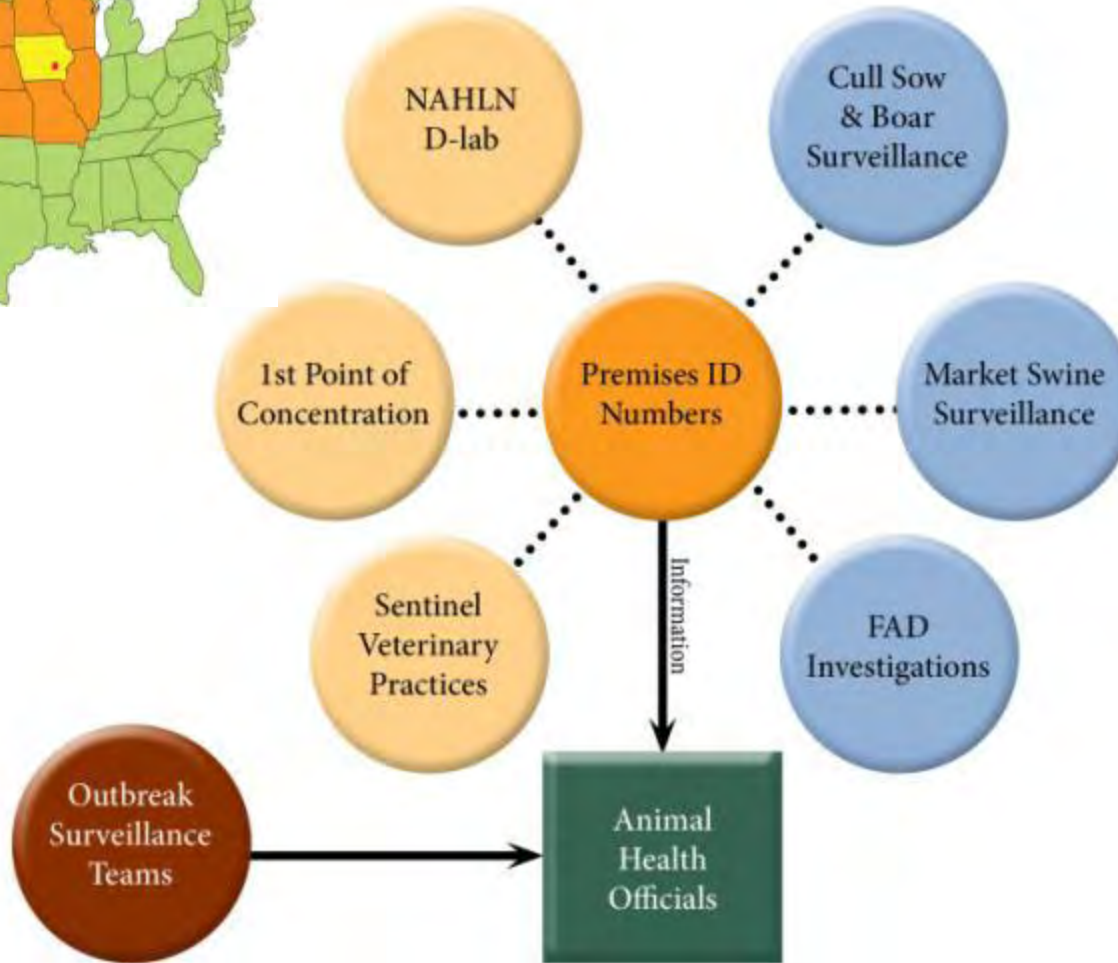 NAHLN
D-lab
Cull Sow
& Boar
Surveillance
1st Point of
Concentration
Premises ID
Numbers
Market Swine
Surveillance
Information
Sentinel
Veterinary
Practices
FAD
Investigations
Outbreak
Surveillance
Teams
Animal
Health
Officials